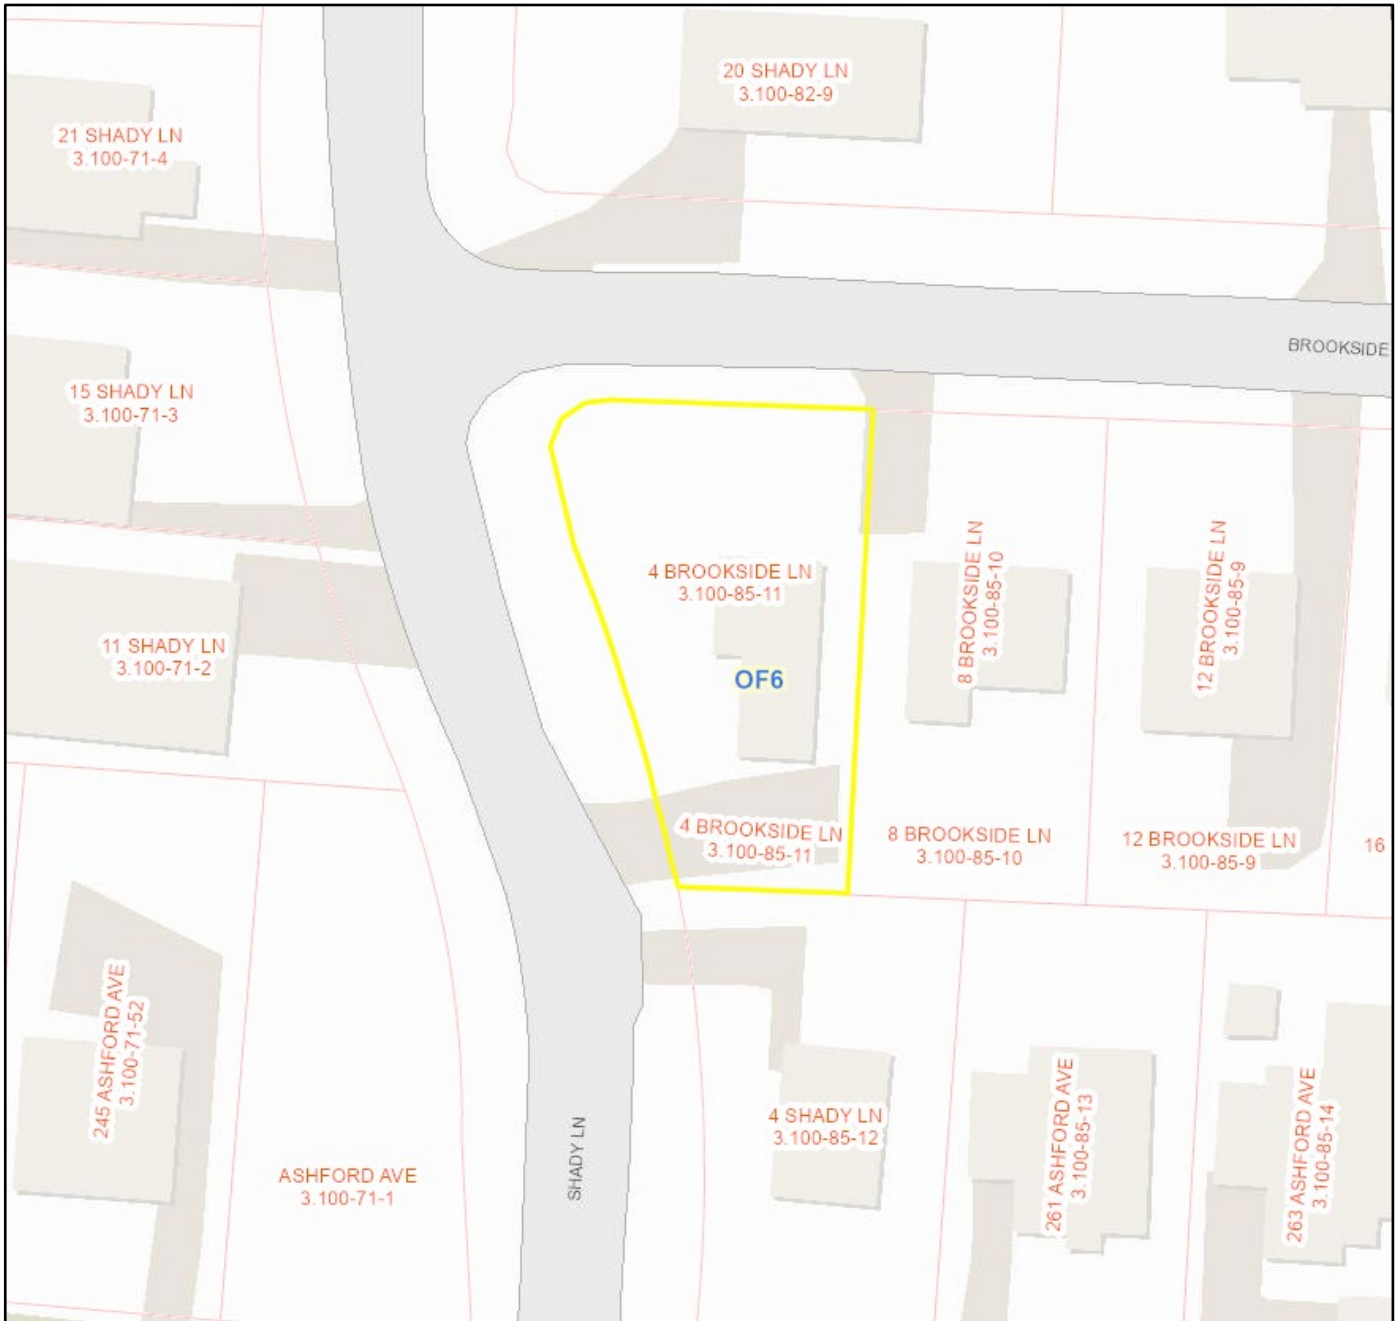 20 SHADY LN
3.100-82-9
21 SHADY LN
3.100-71-4
BROOKSIDE
15 SHADY LN
3.100-71-3
4 BROOKSIDE LN
3.100-85-11
8 BROOKSIDE LN
3.100-85-10
12 BROOKSIDE LN
3.100-85-9
11 SHADY LN
3.100-71-2
OF6
4 BROOKSIDE LN
3.100-85-11
8 BROOKSIDE LN
3.100-85-10
12 BROOKSIDE LN
3.100-85-9
16
245 ASHFORD AVE
3.100-71-52
ASHFORD AVE
3.100-71-1
SHADY LN
4 SHADY LN
3.100-85-12
261 ASHFORD AVE
3.100-85-13
263 ASHFORD AVE
3.100-85-14